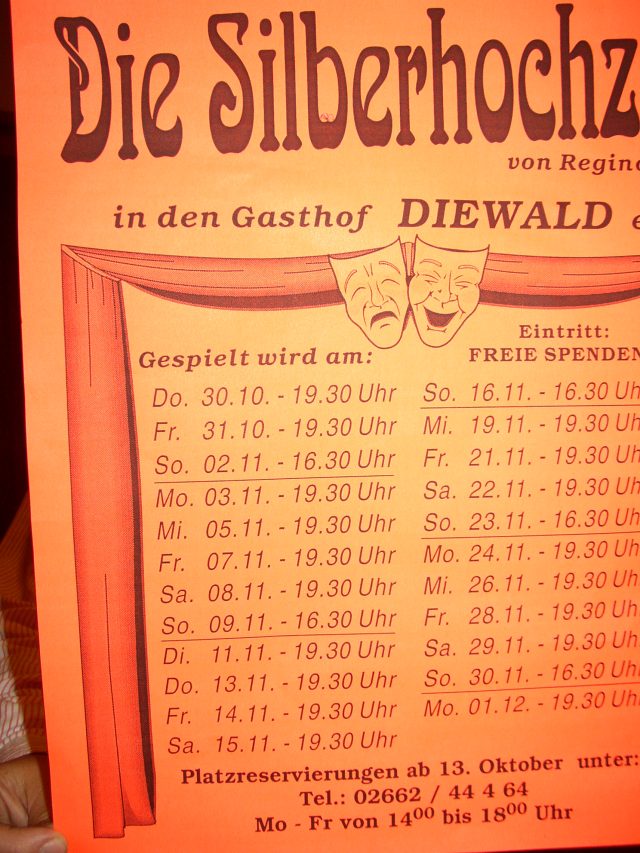 Die Silberhochz
von Regine
in den Gasthof DIEWALD e
Eintritt:
FREIE SPENDEN
Gespielt wird am:
Do. 30.10. - 19.30 Uhr
Fr. 31.10. - 19.30 Uhr
So. 02.11. - 16.30 Uhr
Mo. 03.11. - 19.30 Uhr
Mi. 05.11. - 19.30 Uhr
Fr. 07.11. - 19.30 Uhr
Sa. 08.11. - 19.30 Uhr
So. 09.11. - 16.30 Uhr
Di. 11.11. - 19.30 Uhr
Do. 13.11. - 19.30 Uhr
Fr. 14.11. - 19.30 Uhr
Sa. 15.11. - 19.30 Uhr
So. 16.11. - 16.30 Uh
Mi. 19.11. - 19.30 Uh
Fr. 21.11. - 19.30 Uh
Sa. 22.11. - 19.30 Uh
So. 23.11. - 16.30 Uh
Mo. 24.11. - 19.30 Uh
Mi. 26.11. - 19.30 Uh
Fr. 28.11. - 19.30 Uh
Sa. 29.11. - 19.30 Uh
So. 30.11. - 16.30 Uh
Mo. 01.12. - 19.30 Uh
Platzreservierungen ab 13. Oktober unter:
Tel.: 02662 / 44 4 64
Mo - Fr von 14⁰⁰ bis 18⁰⁰ Uhr